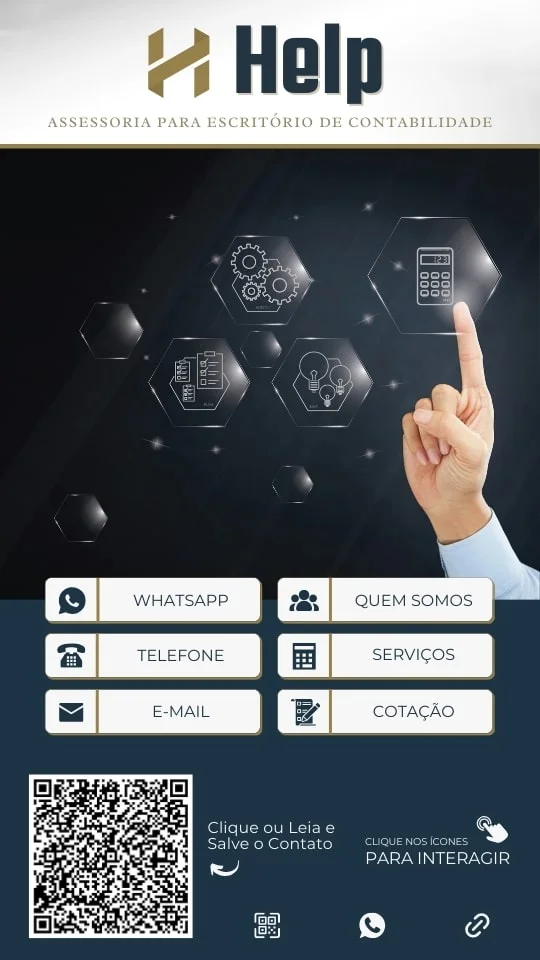 Help
ASSESSORIA PARA ESCRITÓRIO DE CONTABILIDADE
123
WHATSAPP
QUEM SOMOS
TELEFONE
SERVIÇOS
E-MAIL
COTAÇÃO
Clique ou Leia e
Salve o Contato
CLIQUE NOS ÍCONES
PARA INTERAGIR